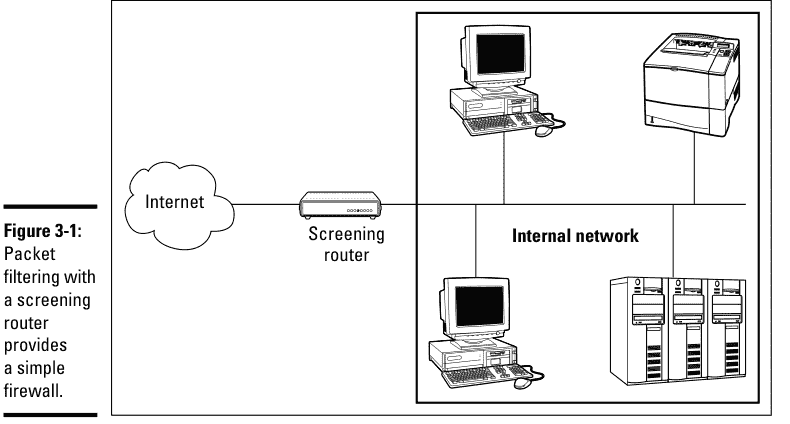 Figure 3-1:
Packet
filtering with
a screening
router
provides
a simple
firewall.
Internet
Screening
router
Internal network